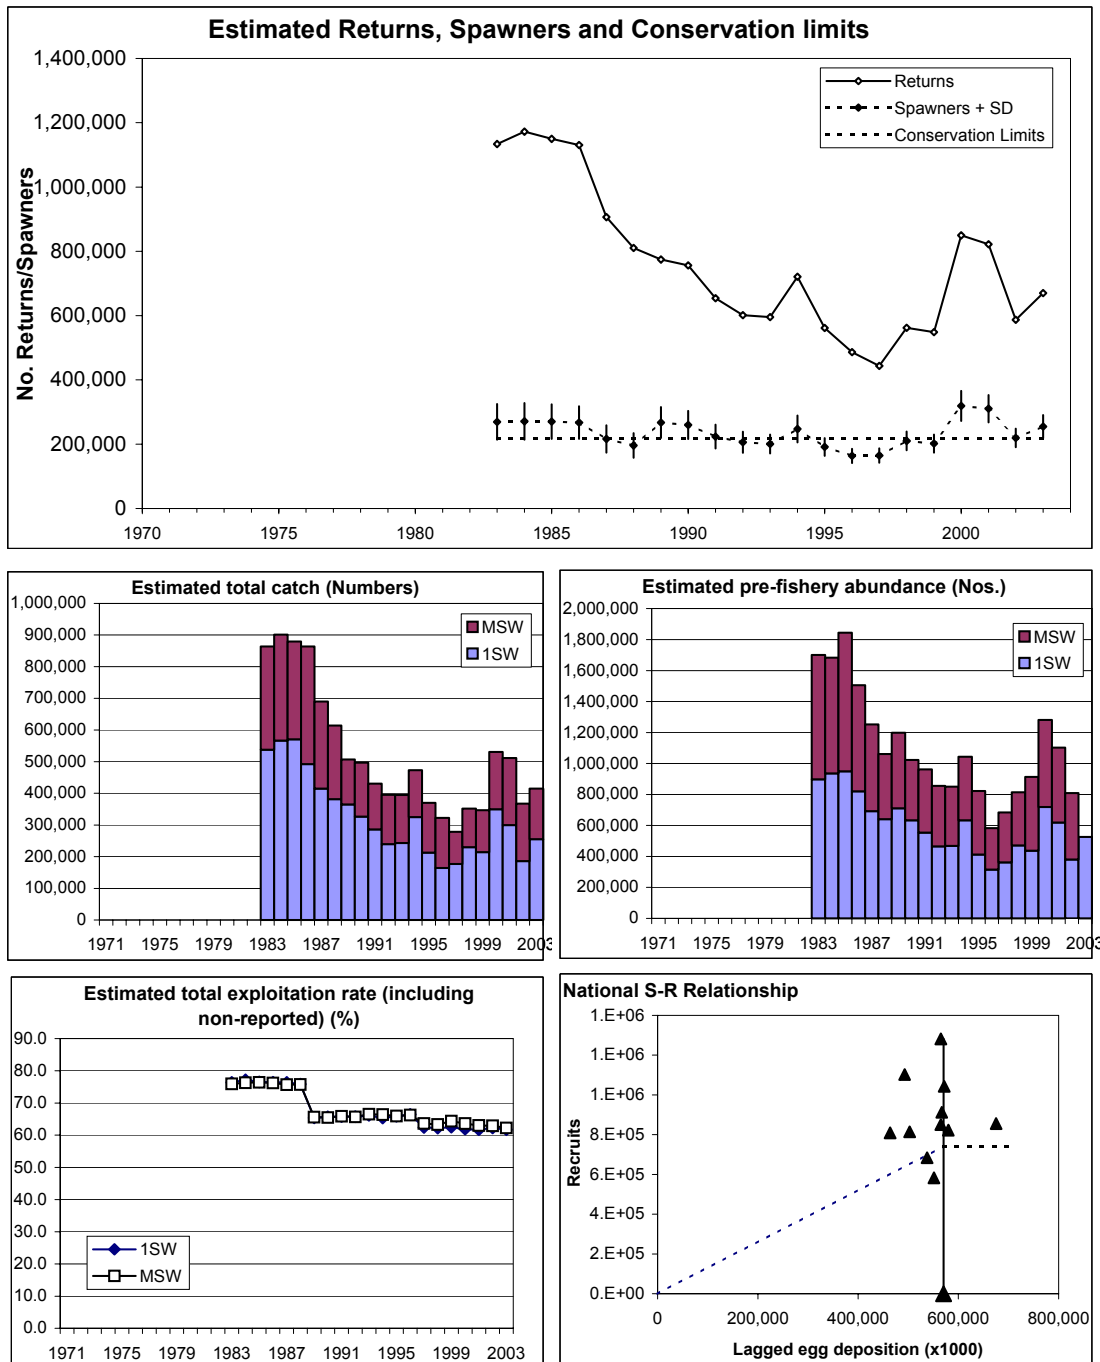 Estimated Returns, Spawners and Conservation limits
1,400,000
1,200,000
1,000,000
800,000
600,000
400,000
200,000
0
No. Returns/Spawners
Returns
Spawners + SD
Conservation Limits
1970 1975 1980 1985 1990 1995 2000
Estimated total catch (Numbers)
1,000,000
900,000
800,000
700,000
600,000
500,000
400,000
300,000
200,000
100,000
0
MSW
1SW
1971 1975 1979 1983 1987 1991 1995 1999 2003
Estimated pre-fishery abundance (Nos.)
2,000,000
1,800,000
1,600,000
1,400,000
1,200,000
1,000,000
800,000
600,000
400,000
200,000
0
MSW
1SW
1971 1975 1979 1983 1987 1991 1995 1999 2003
Estimated total exploitation rate (including
non-reported) (%)
90.0
80.0
70.0
60.0
50.0
40.0
30.0
20.0
10.0
0.0
1SW
MSW
1971 1975 1979 1983 1987 1991 1995 1999 2003
National S-R Relationship
1.E+06
1.E+06
1.E+06
8.E+05
6.E+05
4.E+05
2.E+05
0.E+00
Recruits
0 200,000 400,000 600,000 800,000
Lagged egg deposition (x1000)